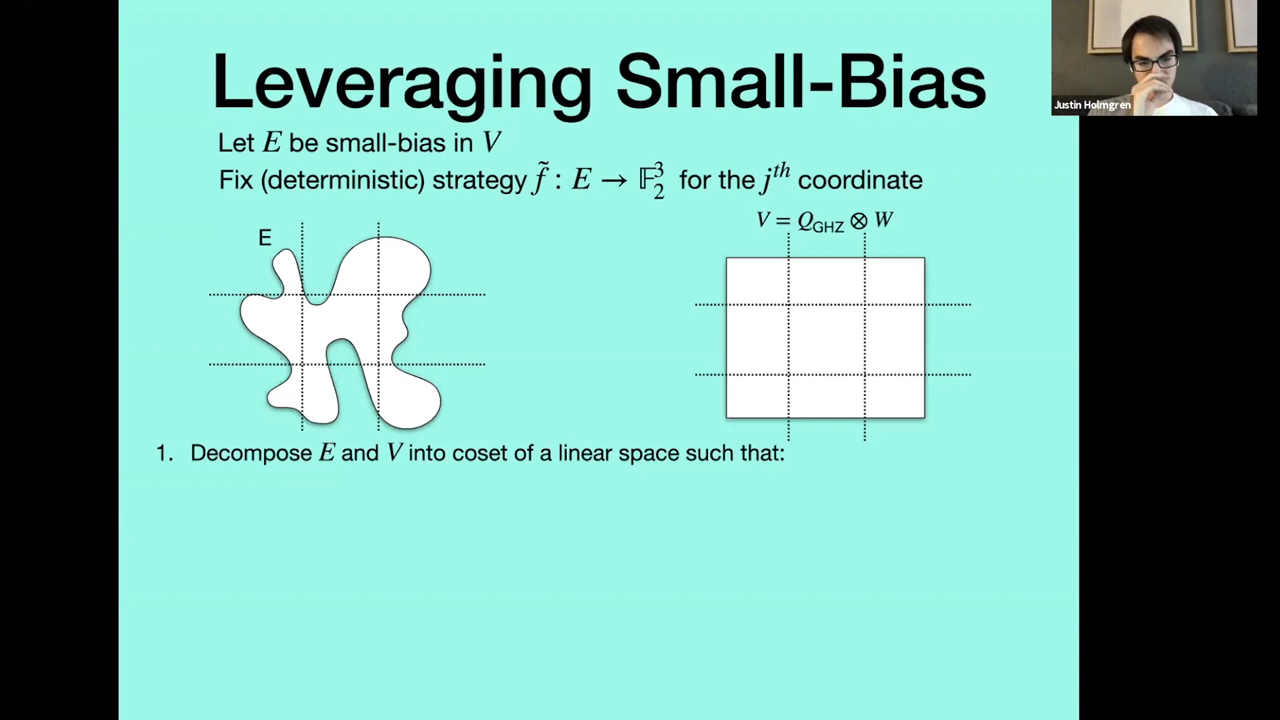 Leveraging Small-Bias
Justin Holmgren
Let E be small-bias in V
Fix (deterministic) strategy f̃ : E → 𝔽₂³ for the jᵗʰ coordinate
E
V = Q_GHZ ⊗ W
1. Decompose E and V into coset of a linear space such that: